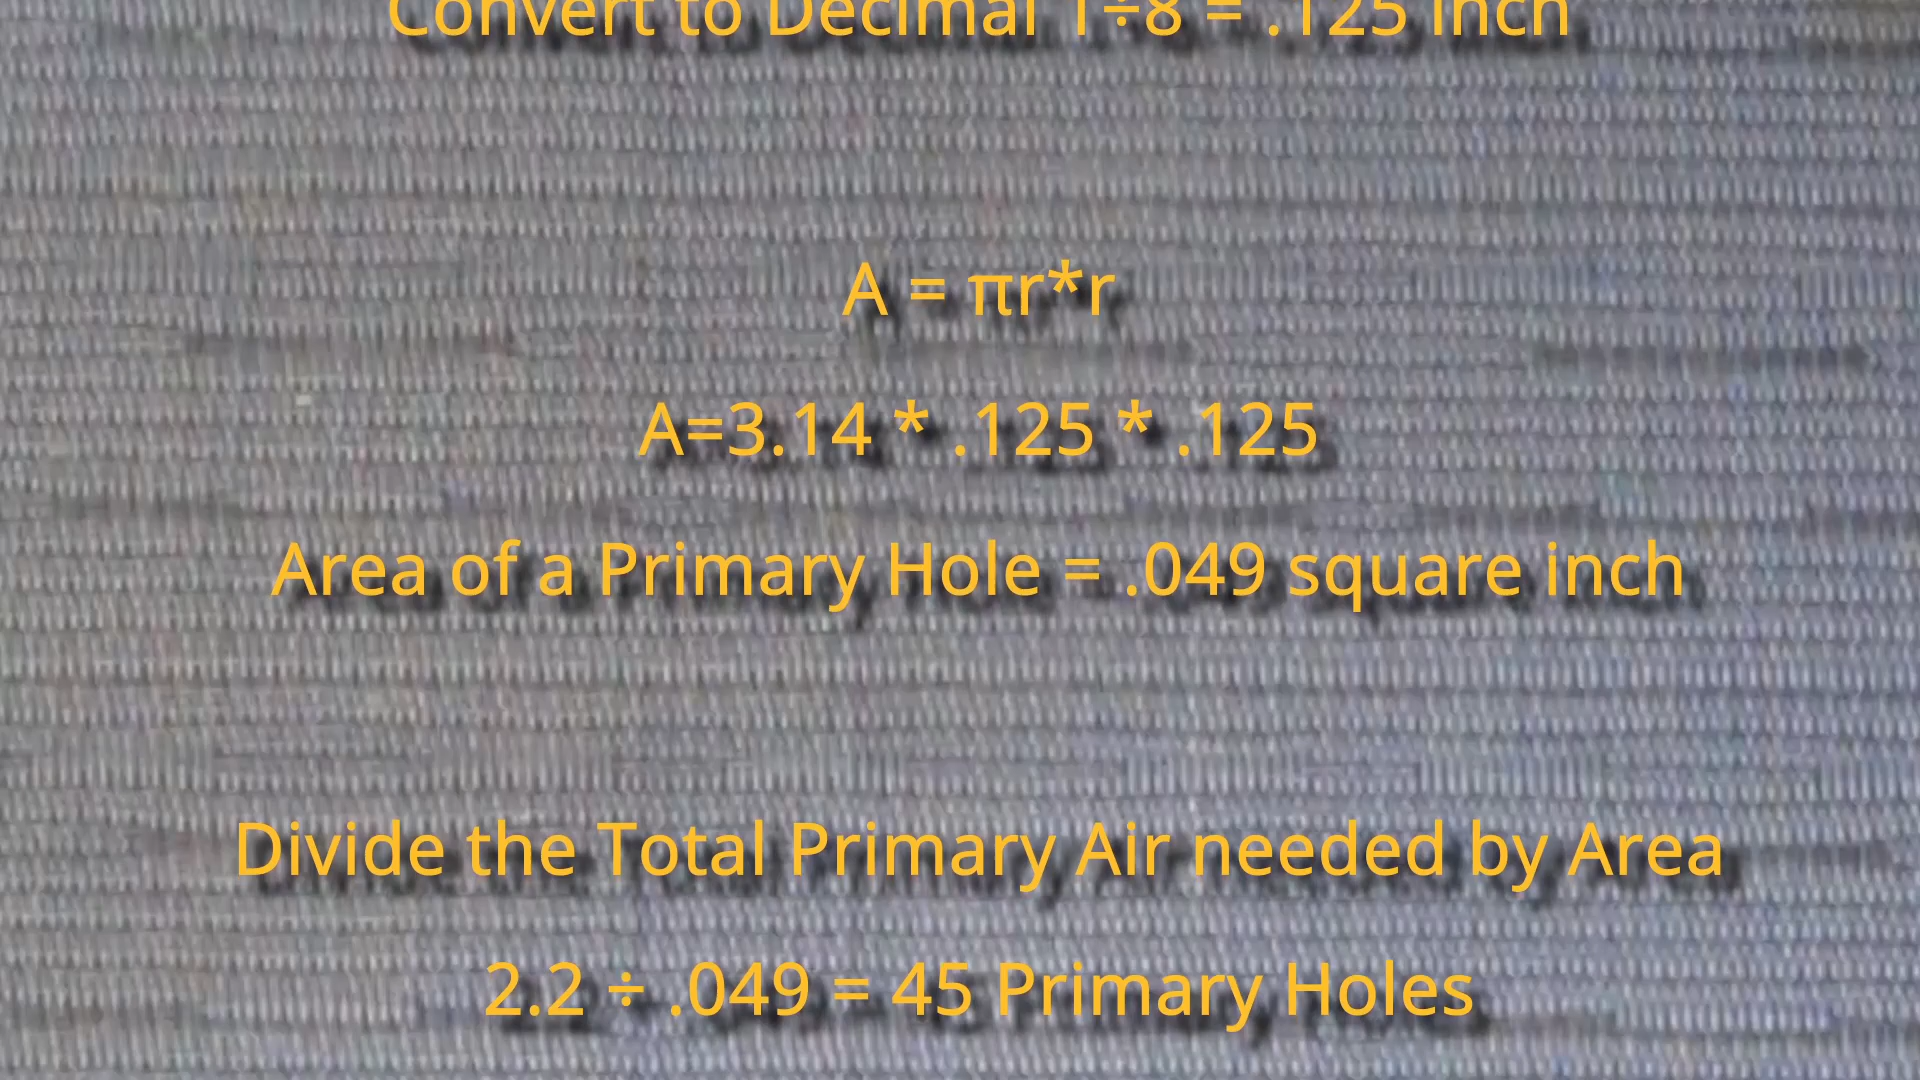 Convert to Decimal 1÷8 = .125 inch
A = πr*r
A=3.14 * .125 * .125
Area of a Primary Hole = .049 square inch
Divide the Total Primary Air needed by Area
2.2 ÷ .049 = 45 Primary Holes